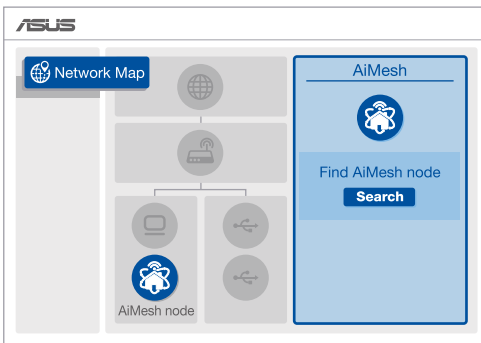 ASUS
Network Map
AiMesh
Find AiMesh node
Search
AiMesh node